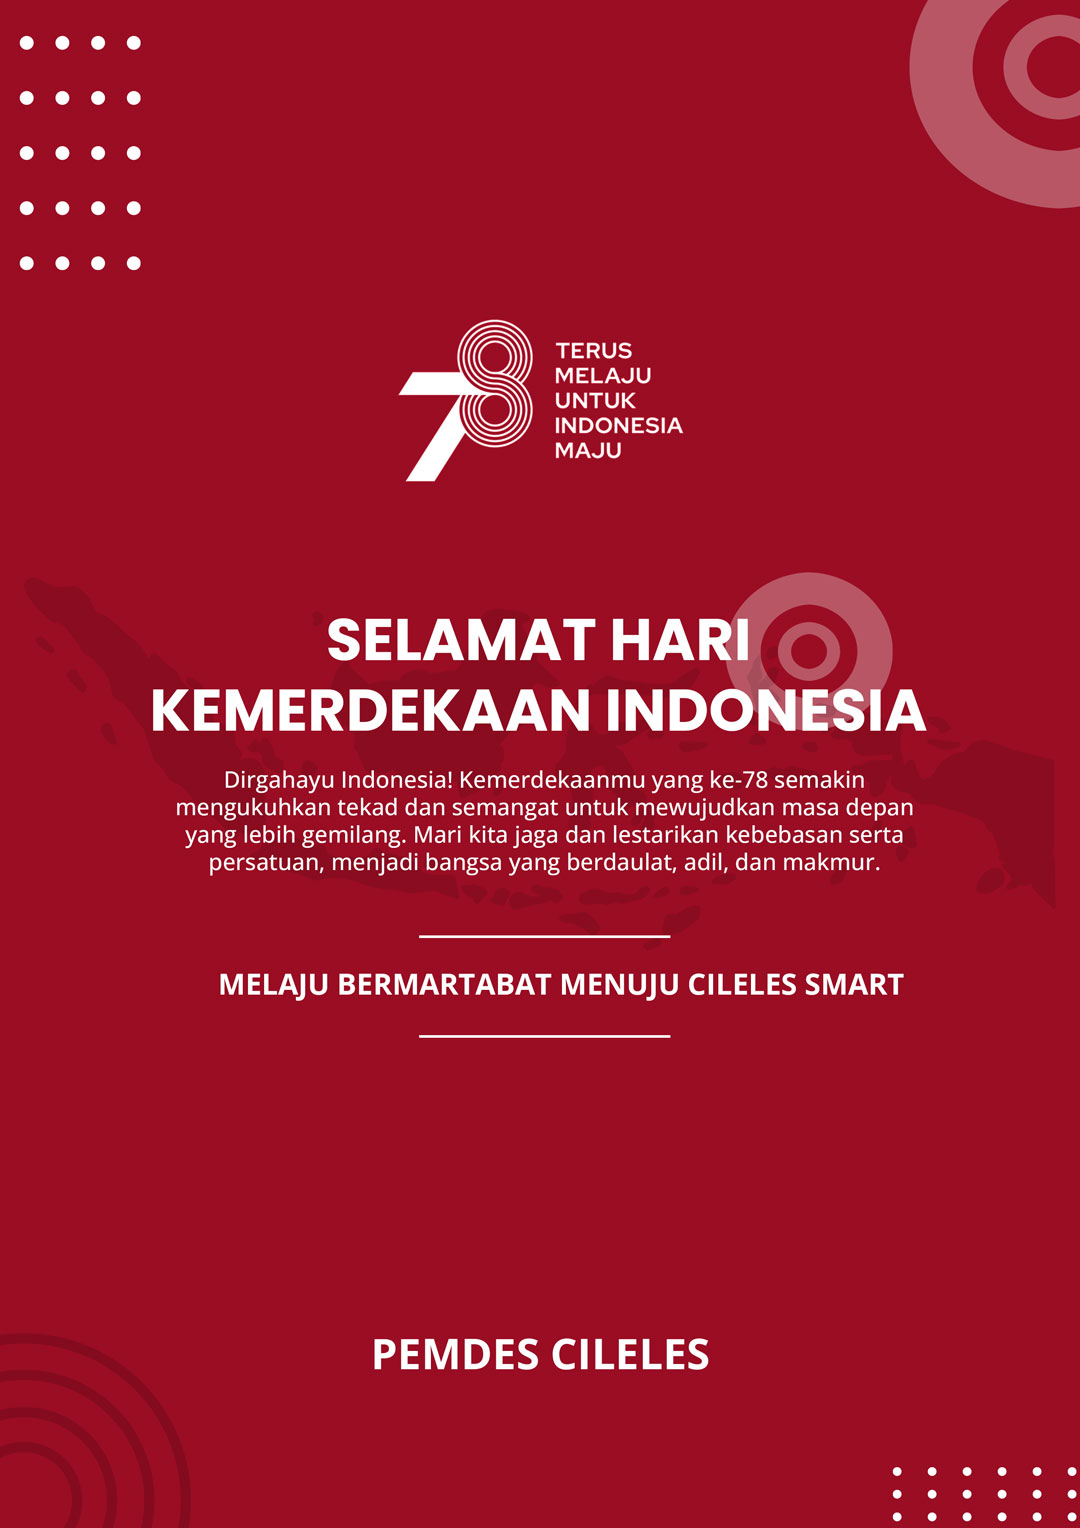 78
TERUS
MELAJU
UNTUK
INDONESIA
MAJU
SELAMAT HARI
KEMERDEKAAN INDONESIA
Dirgahayu Indonesia! Kemerdekaanmu yang ke-78 semakin
mengukuhkan tekad dan semangat untuk mewujudkan masa depan
yang lebih gemilang. Mari kita jaga dan lestarikan kebebasan serta
persatuan, menjadi bangsa yang berdaulat, adil, dan makmur.
MELAJU BERMARTABAT MENUJU CILELES SMART
PEMDES CILELES